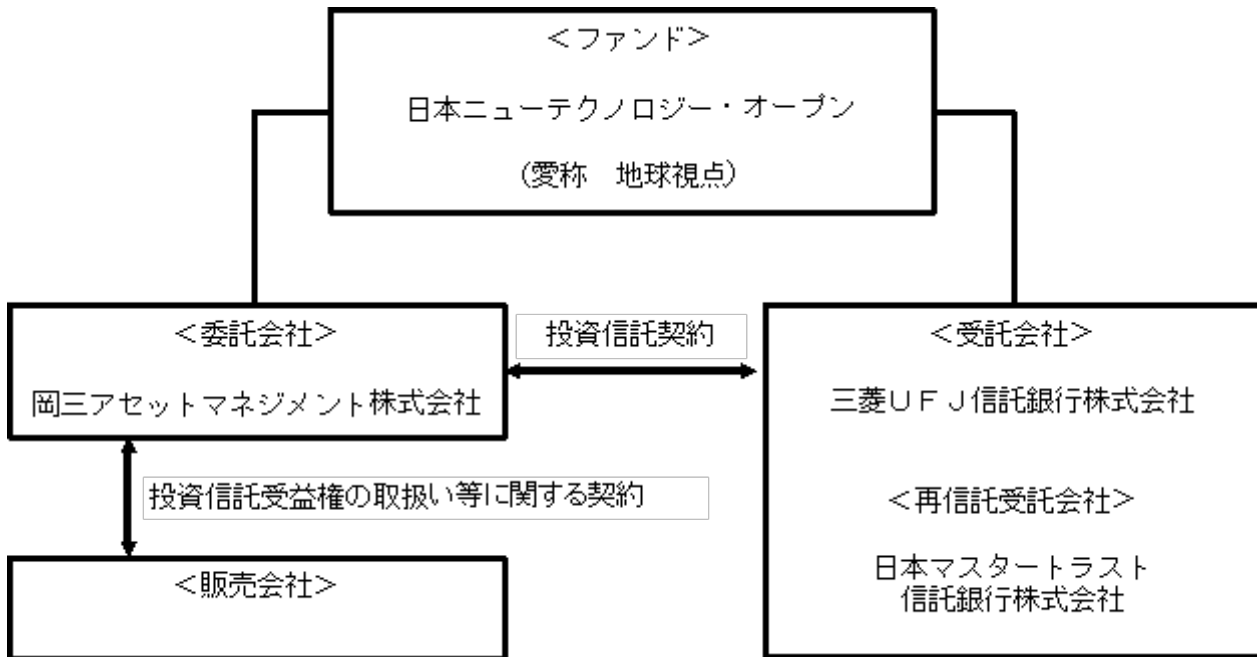 ＜ファンド＞
日本ニューテクノロジー・オープン
（愛称　地球視点）
＜委託会社＞
岡三アセットマネジメント株式会社
投資信託契約
＜受託会社＞
三菱ＵＦＪ信託銀行株式会社
＜再信託受託会社＞
日本マスタートラスト
信託銀行株式会社
投資信託受益権の取扱い等に関する契約
＜販売会社＞